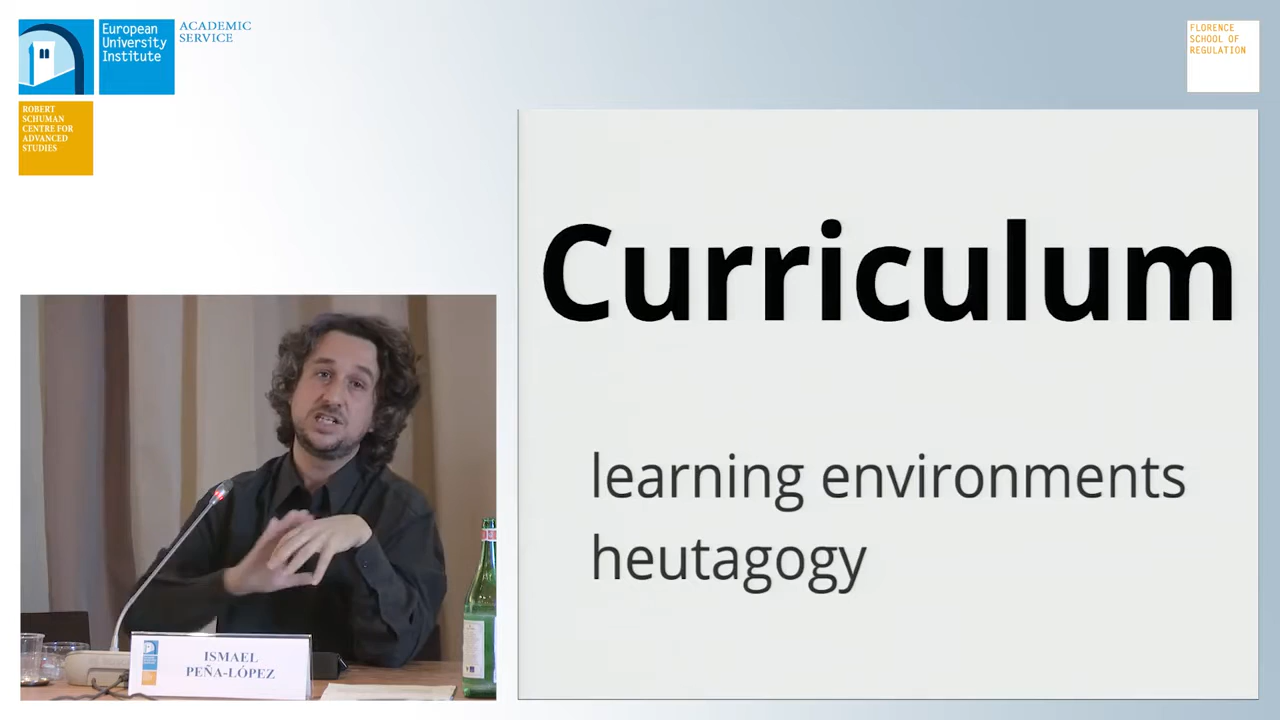 European
University
Institute
ACADEMIC
SERVICE
ROBERT
SCHUMAN
CENTRE FOR
ADVANCED
STUDIES
FLORENCE
SCHOOL OF
REGULATION
Curriculum
learning environments
heutagogy
ISMAEL
PEÑA-LÓPEZ